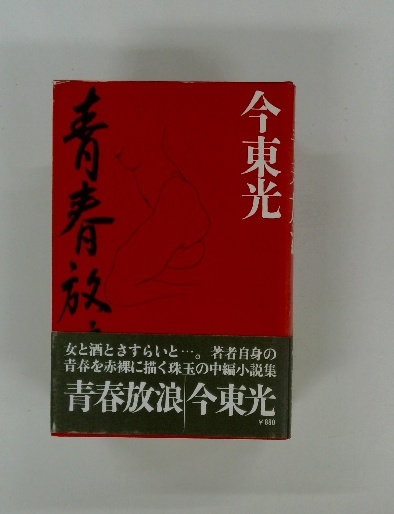 今東光
青春放
女と酒とさすらいと…。著者自身の
青春を赤裸に描く珠玉の中編小説集
青春放浪|今東光
¥880